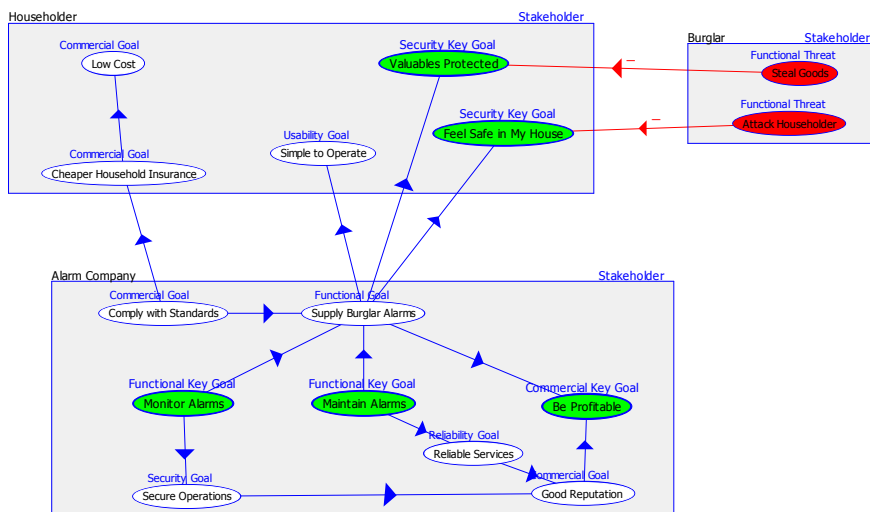 Householder
Stakeholder
Commercial Goal
Low Cost
Security Key Goal
Valuables Protected
Commercial Goal
Cheaper Household Insurance
Usability Goal
Simple to Operate
Security Key Goal
Feel Safe in My House
Burglar
Stakeholder
Functional Threat
Steal Goods
Functional Threat
Attack Householder
–
–
Alarm Company
Stakeholder
Commercial Goal
Comply with Standards
Functional Goal
Supply Burglar Alarms
Functional Key Goal
Monitor Alarms
Functional Key Goal
Maintain Alarms
Commercial Key Goal
Be Profitable
Reliability Goal
Reliable Services
Security Goal
Secure Operations
Commercial Goal
Good Reputation